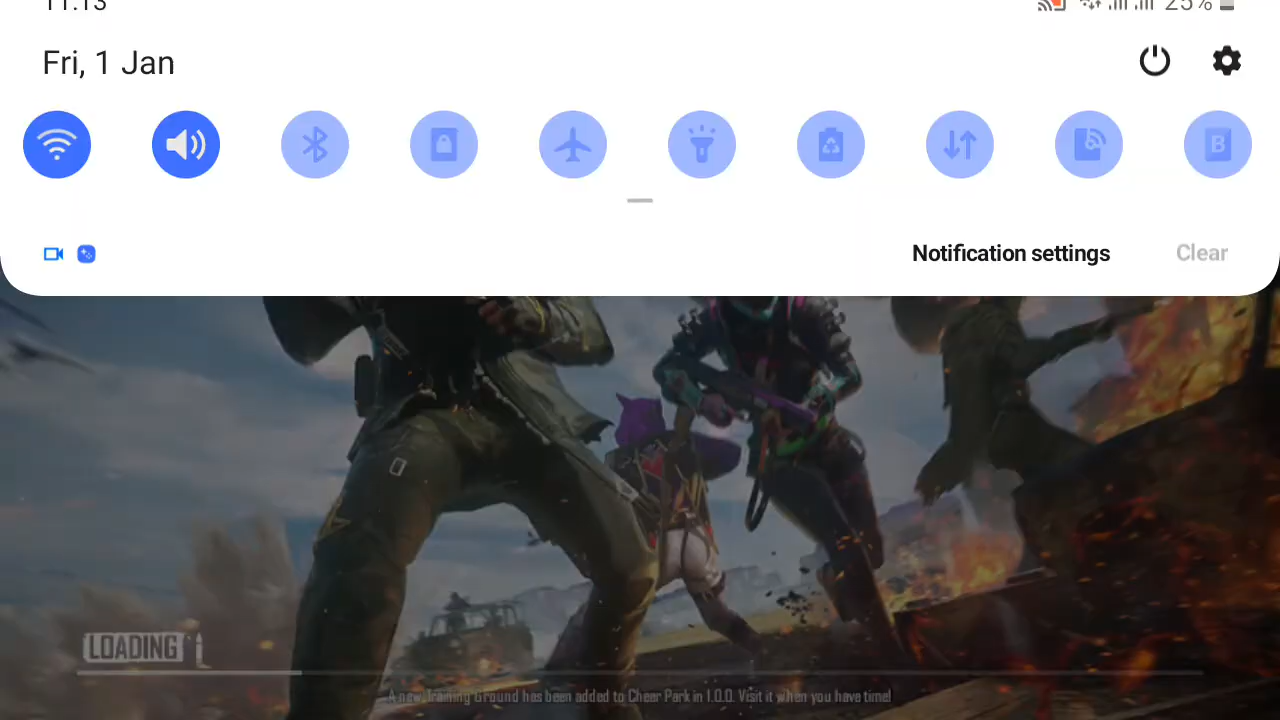 11:13
25%
Fri, 1 Jan
B
Notification settings
Clear
LOADING
A new Training Ground has been added to Cheer Park in 1.0.0. Visit it when you have time!